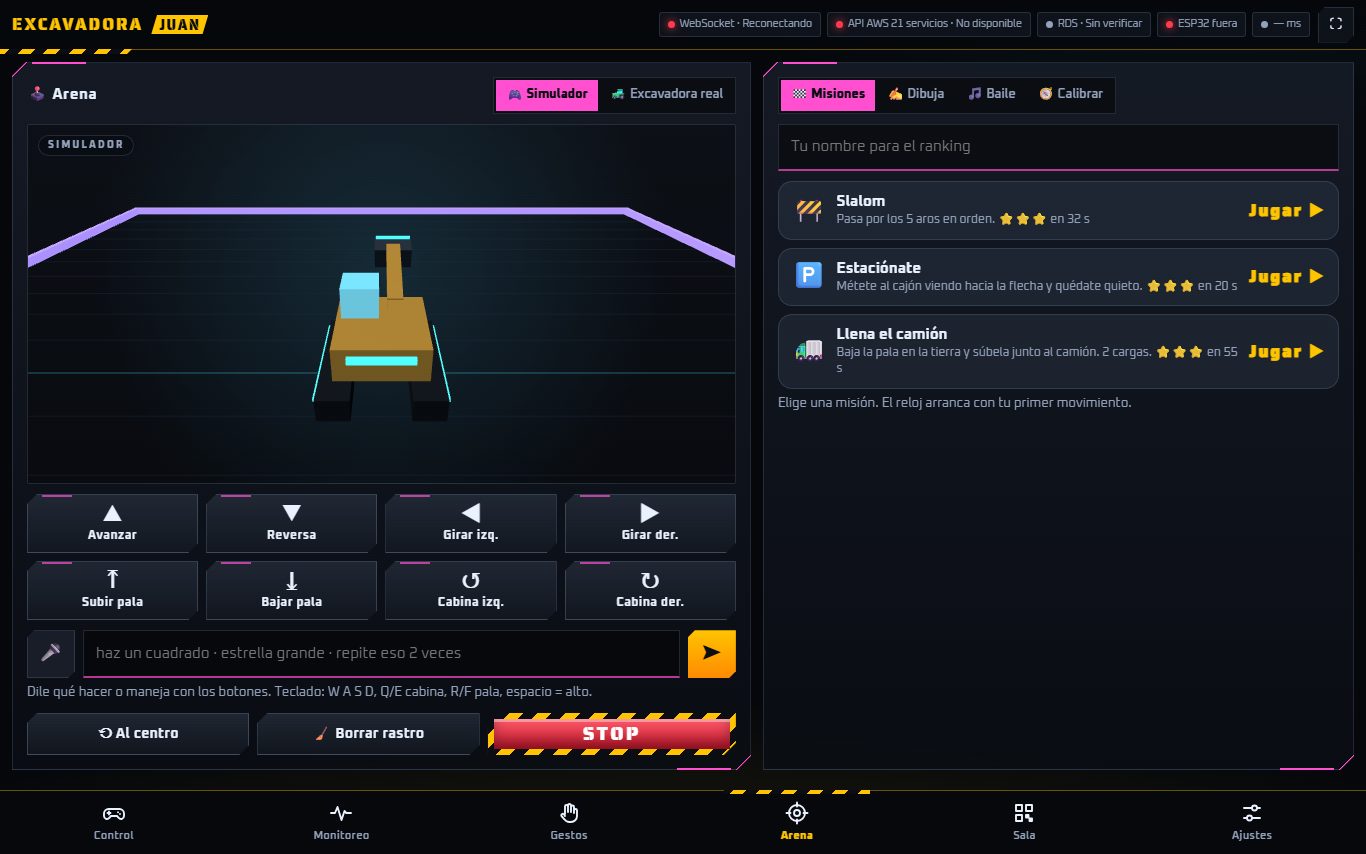 EXCAVADORA JUAN
WebSocket · Reconectando
API AWS 21 servicios · No disponible
RDS · Sin verificar
ESP32 fuera
— ms
Arena
Simulador
Excavadora real
SIMULADOR
Avanzar
Reversa
Girar izq.
Girar der.
Subir pala
Bajar pala
Cabina izq.
Cabina der.
haz un cuadrado · estrella grande · repite eso 2 veces
Dile qué hacer o maneja con los botones. Teclado: W A S D, Q/E cabina, R/F pala, espacio = alto.
Al centro
Borrar rastro
STOP
Misiones
Dibuja
Baile
Calibrar
Tu nombre para el ranking
Slalom
Pasa por los 5 aros en orden. ⭐⭐⭐ en 32 s
Jugar ▶
Estaciónate
Métete al cajón viendo hacia la flecha y quédate quieto. ⭐⭐⭐ en 20 s
Jugar ▶
Llena el camión
Baja la pala en la tierra y súbela junto al camión. 2 cargas. ⭐⭐⭐ en 55
s
Jugar ▶
Elige una misión. El reloj arranca con tu primer movimiento.
Control
Monitoreo
Gestos
Arena
Sala
Ajustes